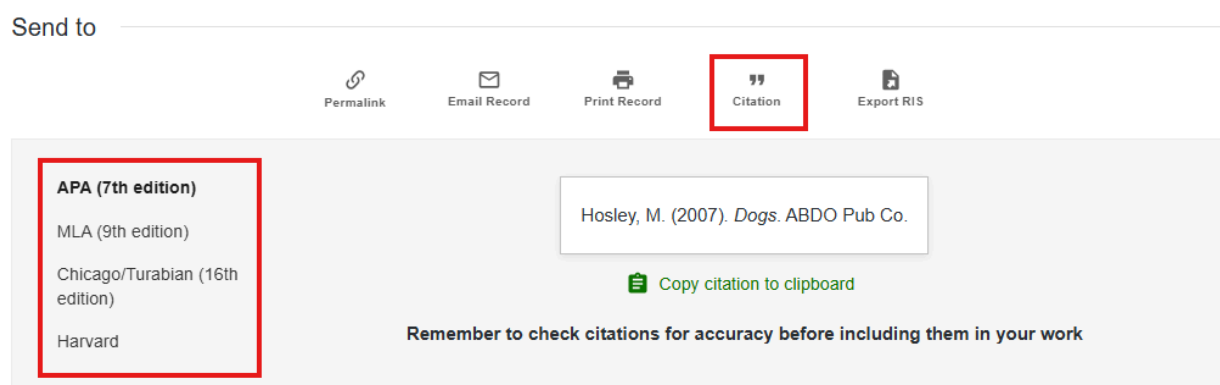 Send to
Permalink
Email Record
Print Record
Citation
Export RIS
APA (7th edition)
MLA (9th edition)
Chicago/Turabian (16th
edition)
Harvard
Hosley, M. (2007). Dogs. ABDO Pub Co.
Copy citation to clipboard
Remember to check citations for accuracy before including them in your work